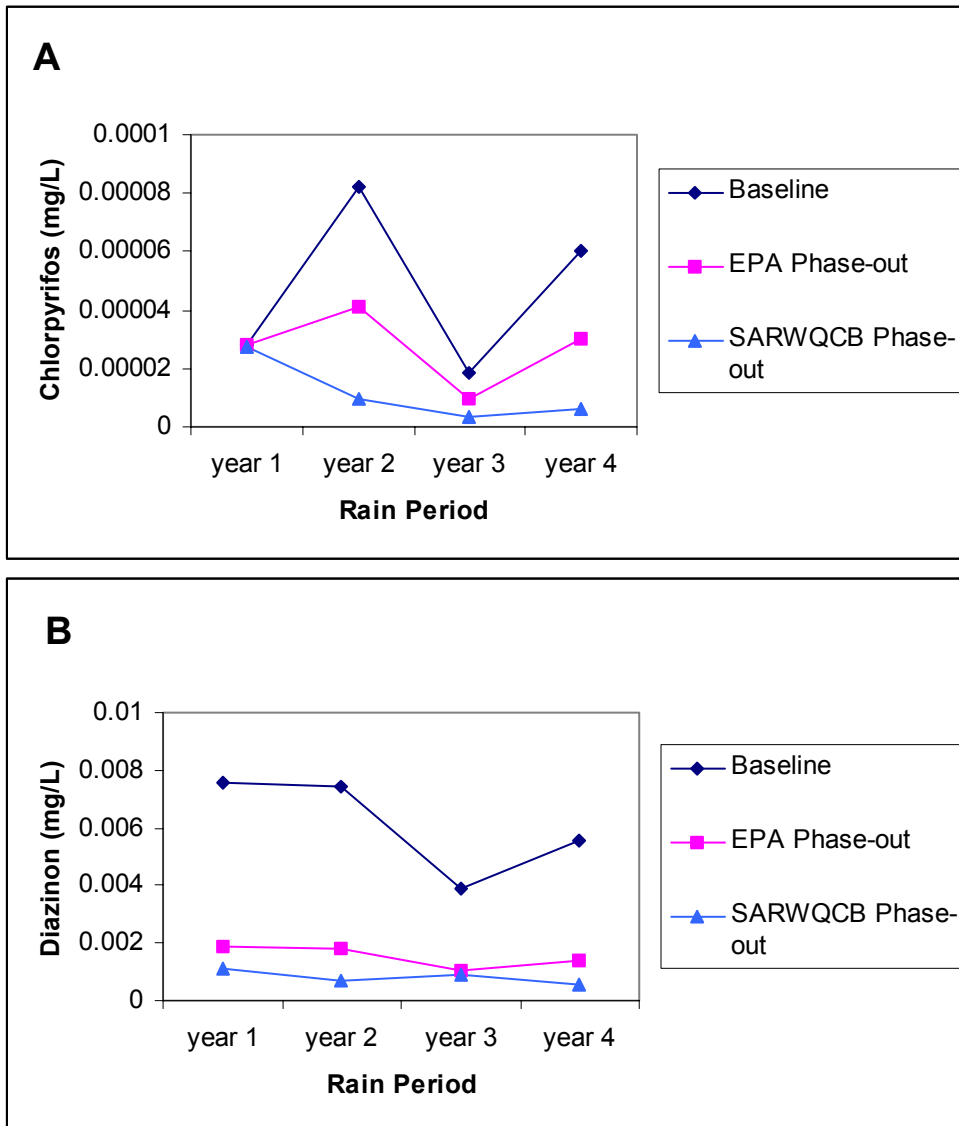 A
Chlorpyrifos (mg/L)
0.0001
0.00008
0.00006
0.00004
0.00002
0
year 1 year 2 year 3 year 4
Rain Period
Baseline
EPA Phase-out
SARWQCB Phase-
out
B
Diazinon (mg/L)
0.01
0.008
0.006
0.004
0.002
0
year 1 year 2 year 3 year 4
Rain Period
Baseline
EPA Phase-out
SARWQCB Phase-
out